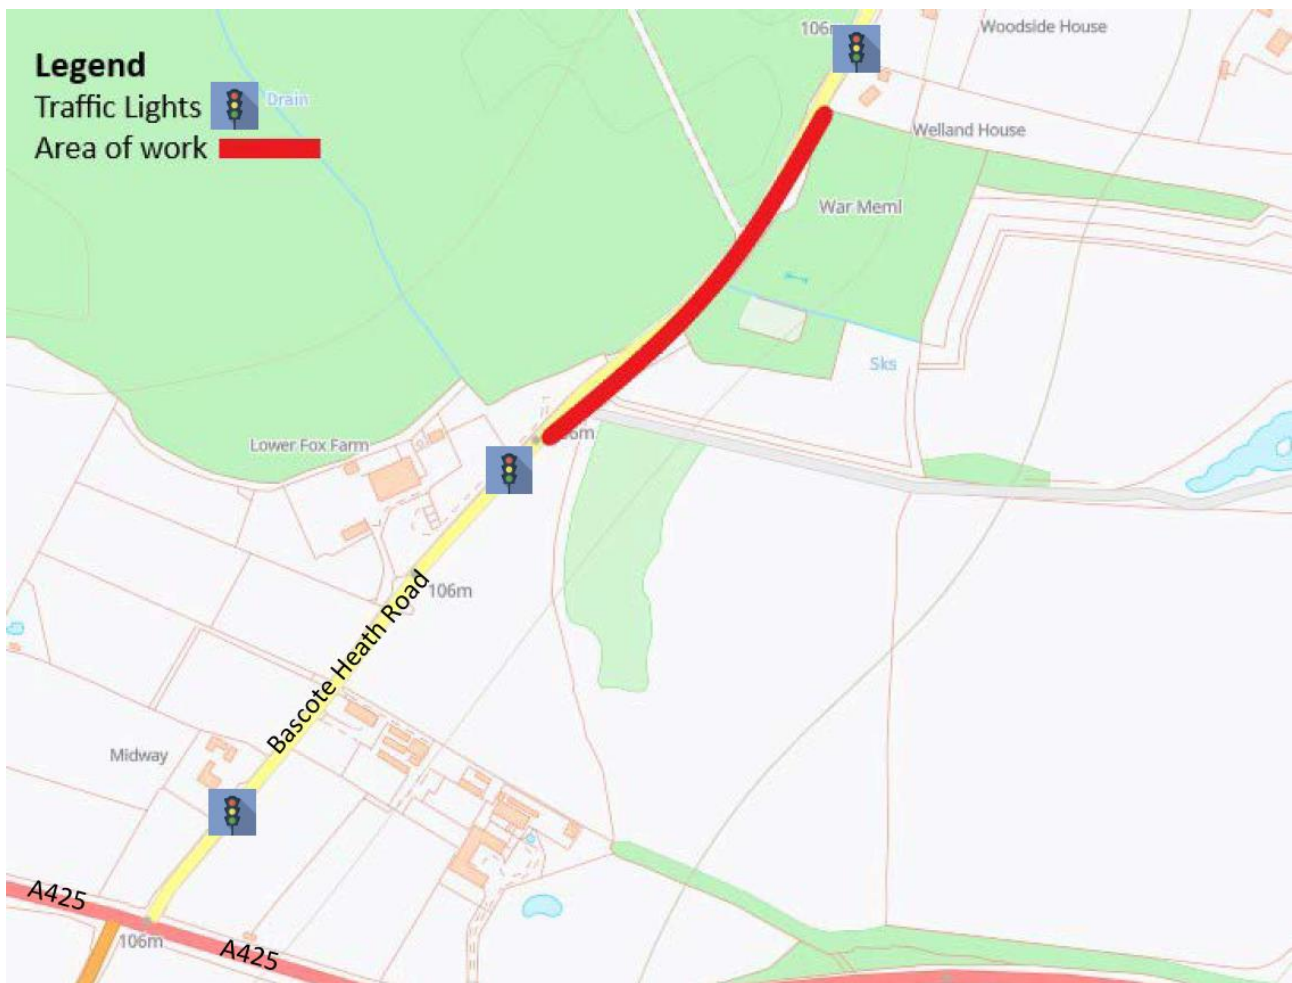 Legend
Traffic Lights
Area of work
Drain
106m
Woodside House
Welland House
War Meml
Sks
Lower Fox Farm
106m
Bascote Heath Road
Midway
A425
106m
A425